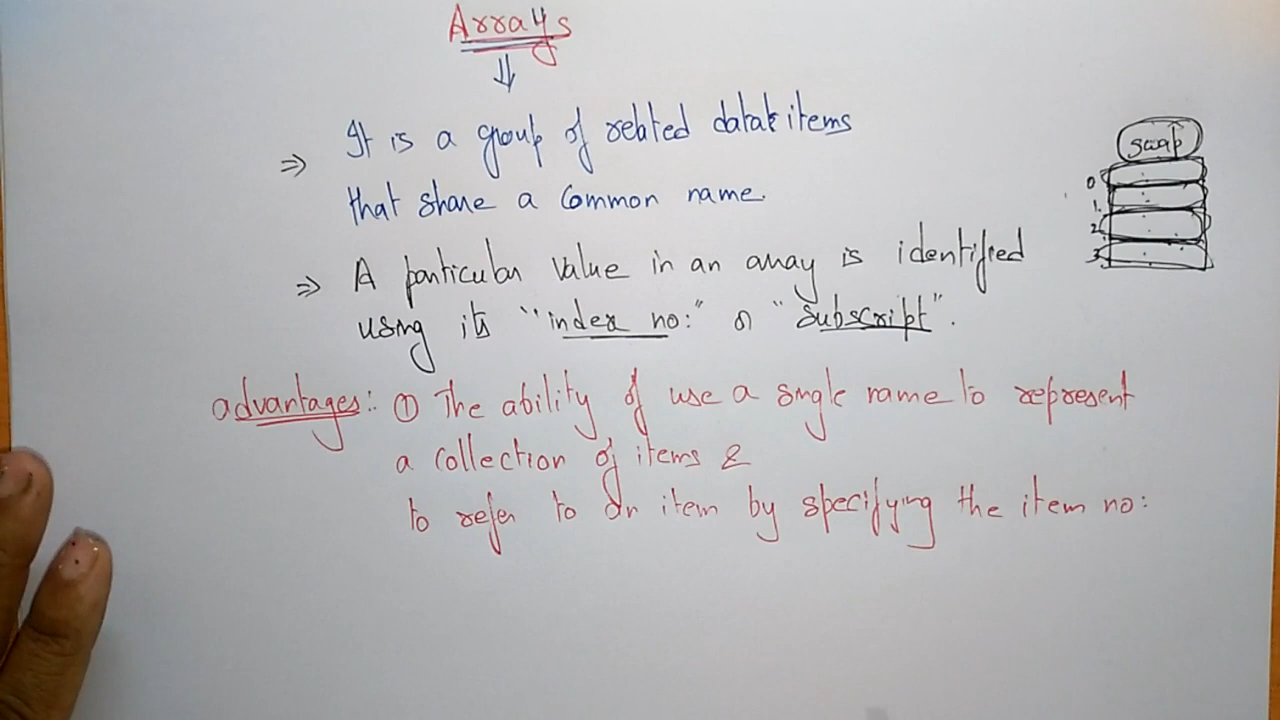 Arrays
⇓
⇒ It is a group of related data items
that share a common name.
⇒ A particular value in an array is identified
using its "index no:" or "subscript".
advantages: ① The ability of use a single name to represent
a collection of items &
to refer to an item by specifying the item no:
swap
0
1
2
3